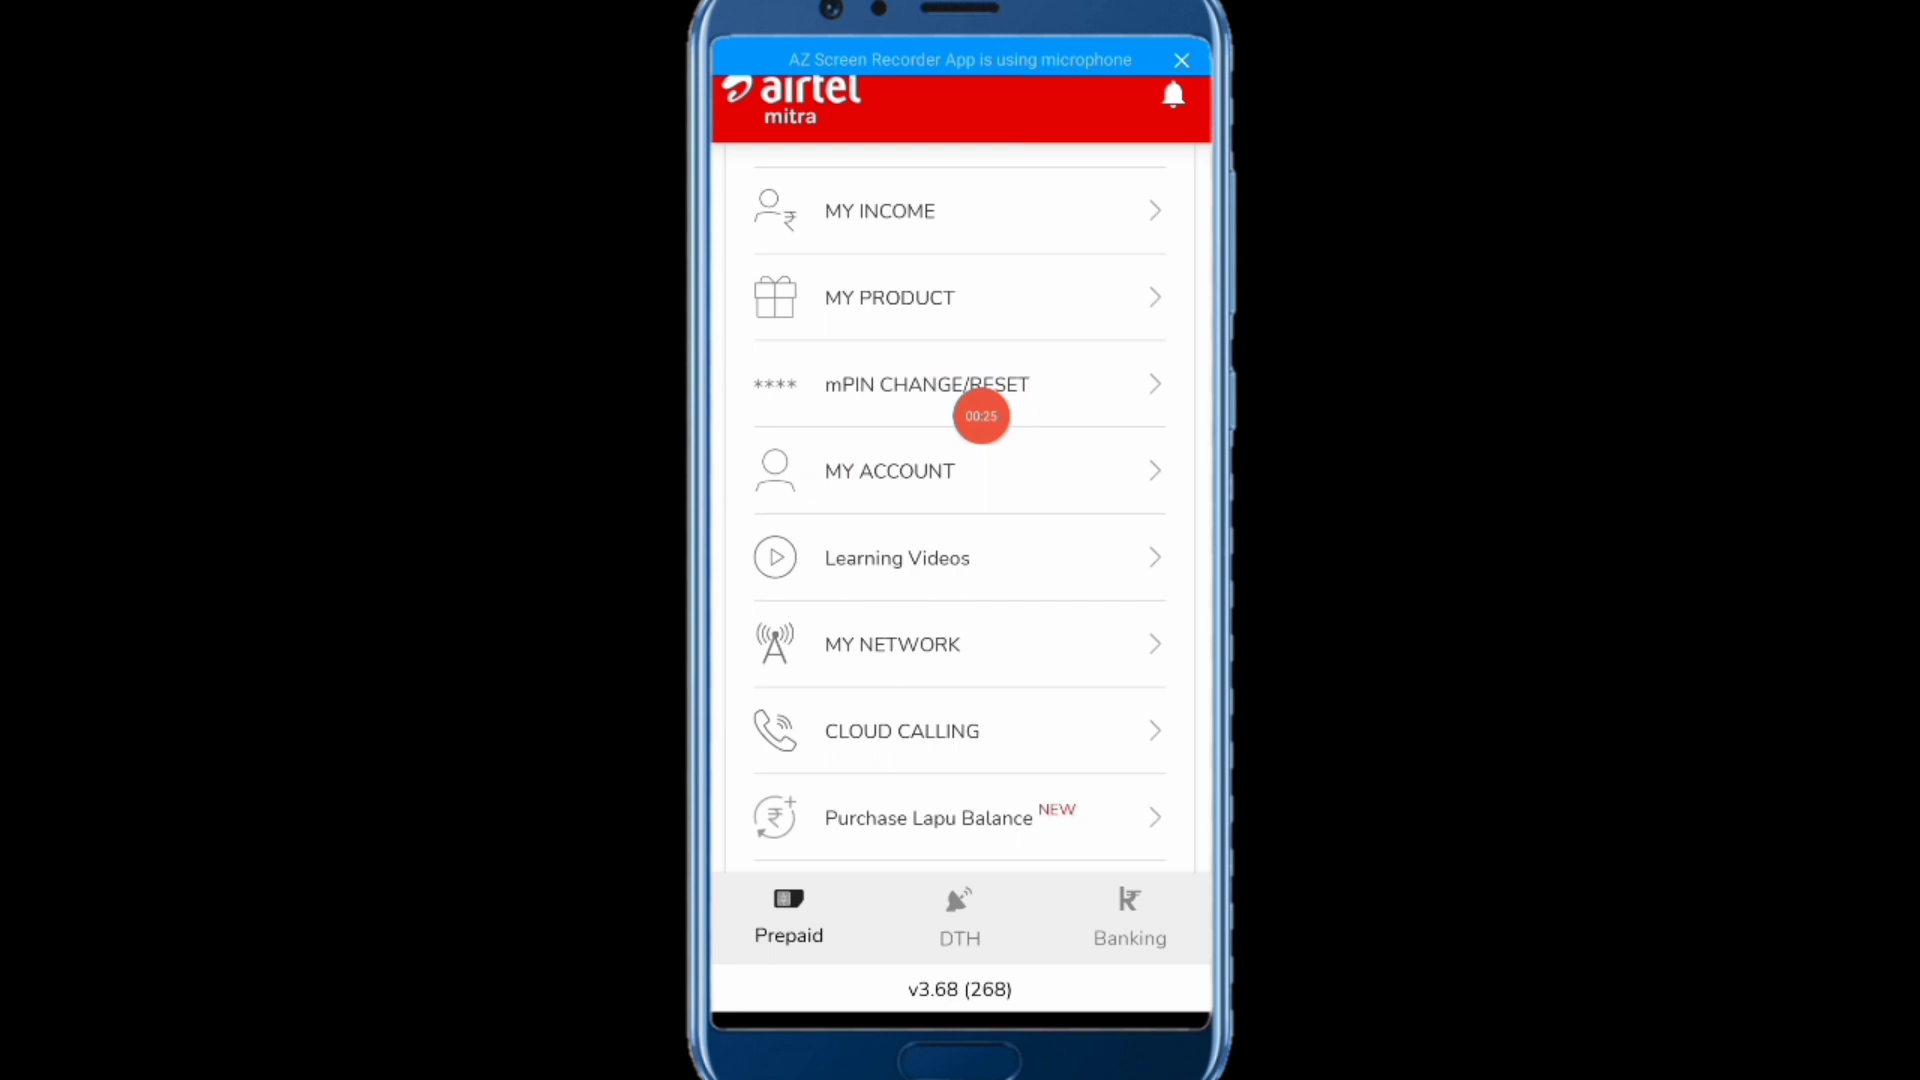 AZ Screen Recorder App is using microphone
airtel
mitra
MY INCOME
MY PRODUCT
**** mPIN CHANGE/RESET
00:25
MY ACCOUNT
Learning Videos
MY NETWORK
CLOUD CALLING
Purchase Lapu Balance NEW
Prepaid DTH Banking
v3.68 (268)